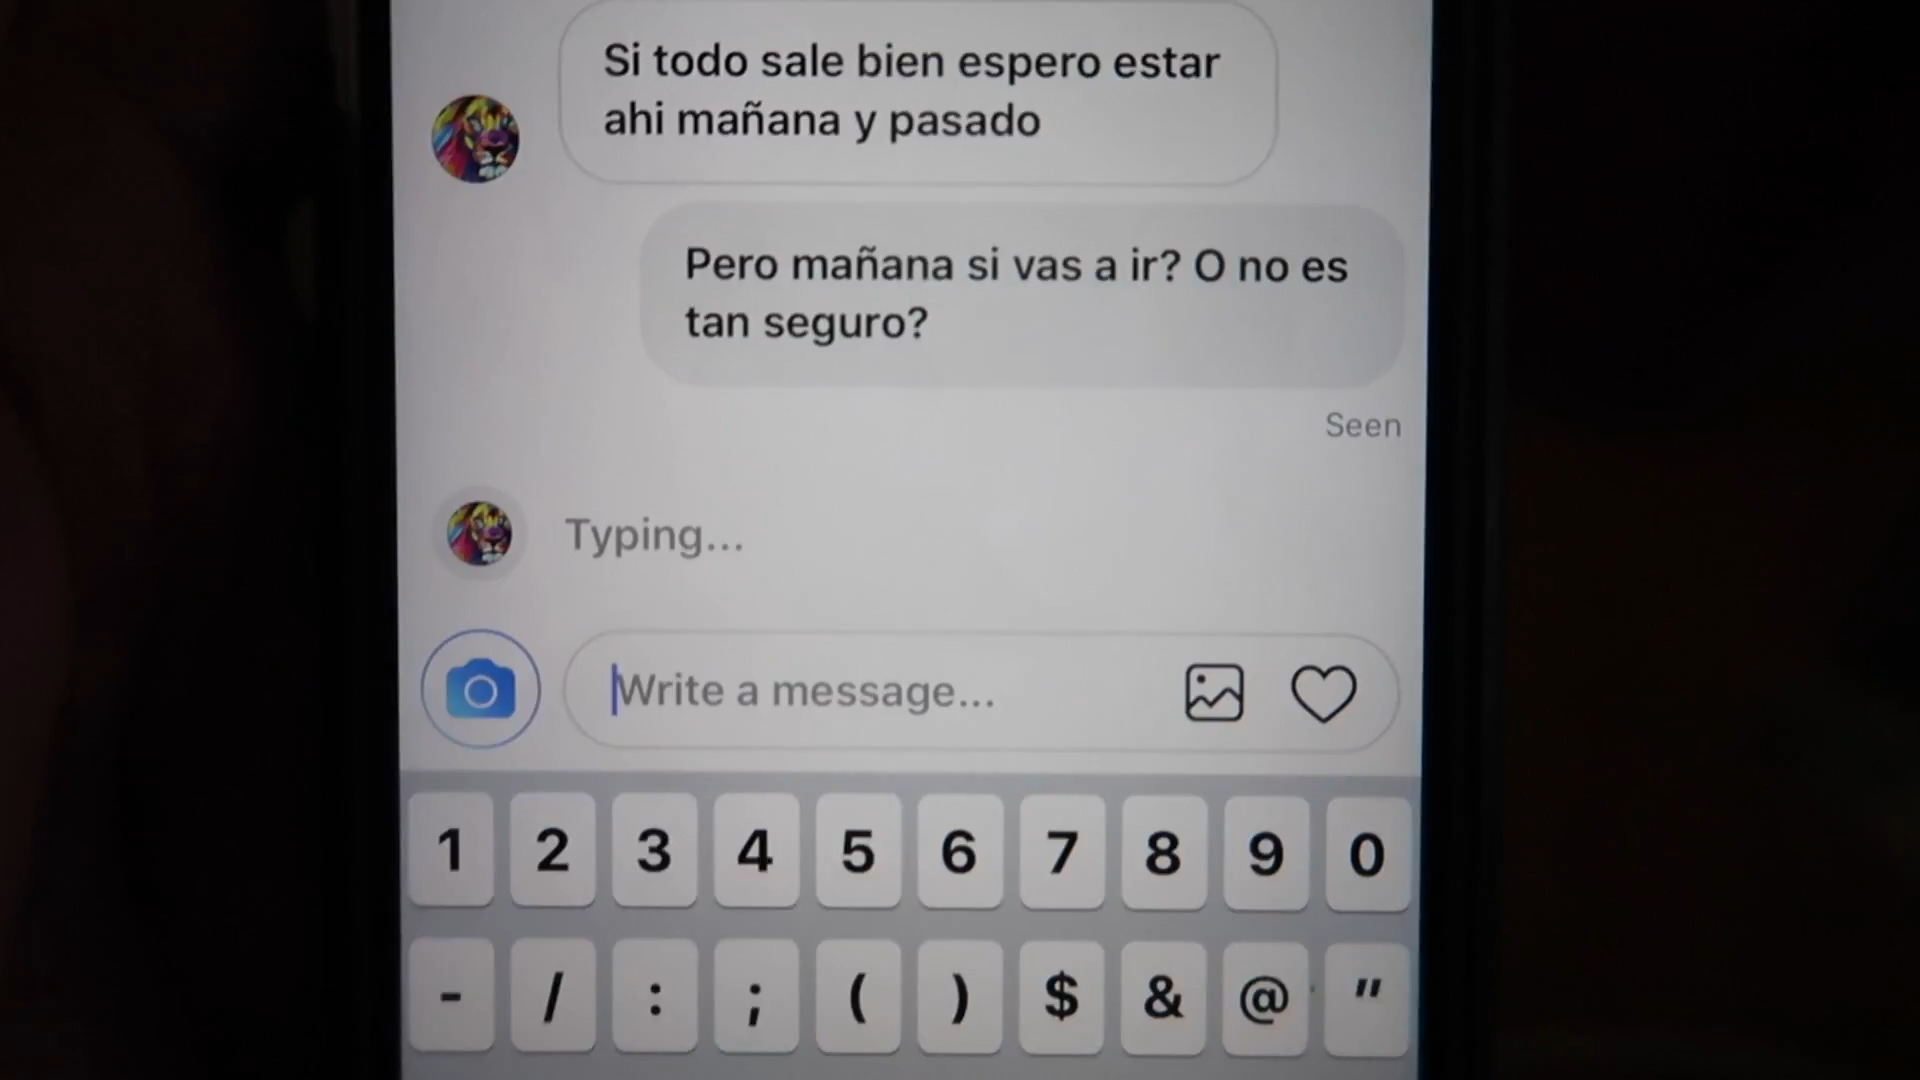 Si todo sale bien espero estar
ahi mañana y pasado
Pero mañana si vas a ir? O no es
tan seguro?
Seen
Typing...
Write a message...
1 2 3 4 5 6 7 8 9 0
- / : ; ( ) $ & @ "